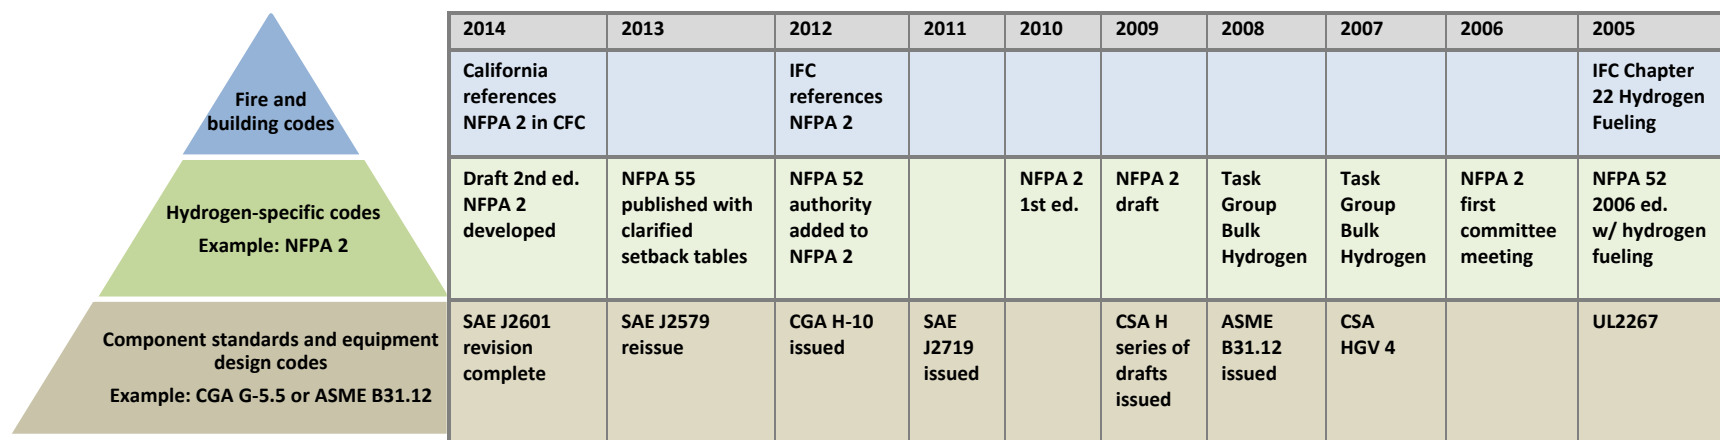 Fire and
building codes
Hydrogen-specific codes
Example: NFPA 2
Component standards and equipment
design codes
Example: CGA G-5.5 or ASME B31.12
2014
2013
2012
2011
2010
2009
2008
2007
2006
2005
California
references
NFPA 2 in CFC
IFC
references
NFPA 2
IFC Chapter
22 Hydrogen
Fueling
Draft 2nd ed.
NFPA 2
developed
NFPA 55
published with
clarified
setback tables
NFPA 52
authority
added to
NFPA 2
NFPA 2
1st ed.
NFPA 2
draft
Task
Group
Bulk
Hydrogen
Task
Group
Bulk
Hydrogen
NFPA 2
first
committee
meeting
NFPA 52
2006 ed.
w/ hydrogen
fueling
SAE J2601
revision
complete
SAE J2579
reissue
CGA H-10
issued
SAE
J2719
issued
CSA H
series of
drafts
issued
ASME
B31.12
issued
CSA
HGV 4
UL2267